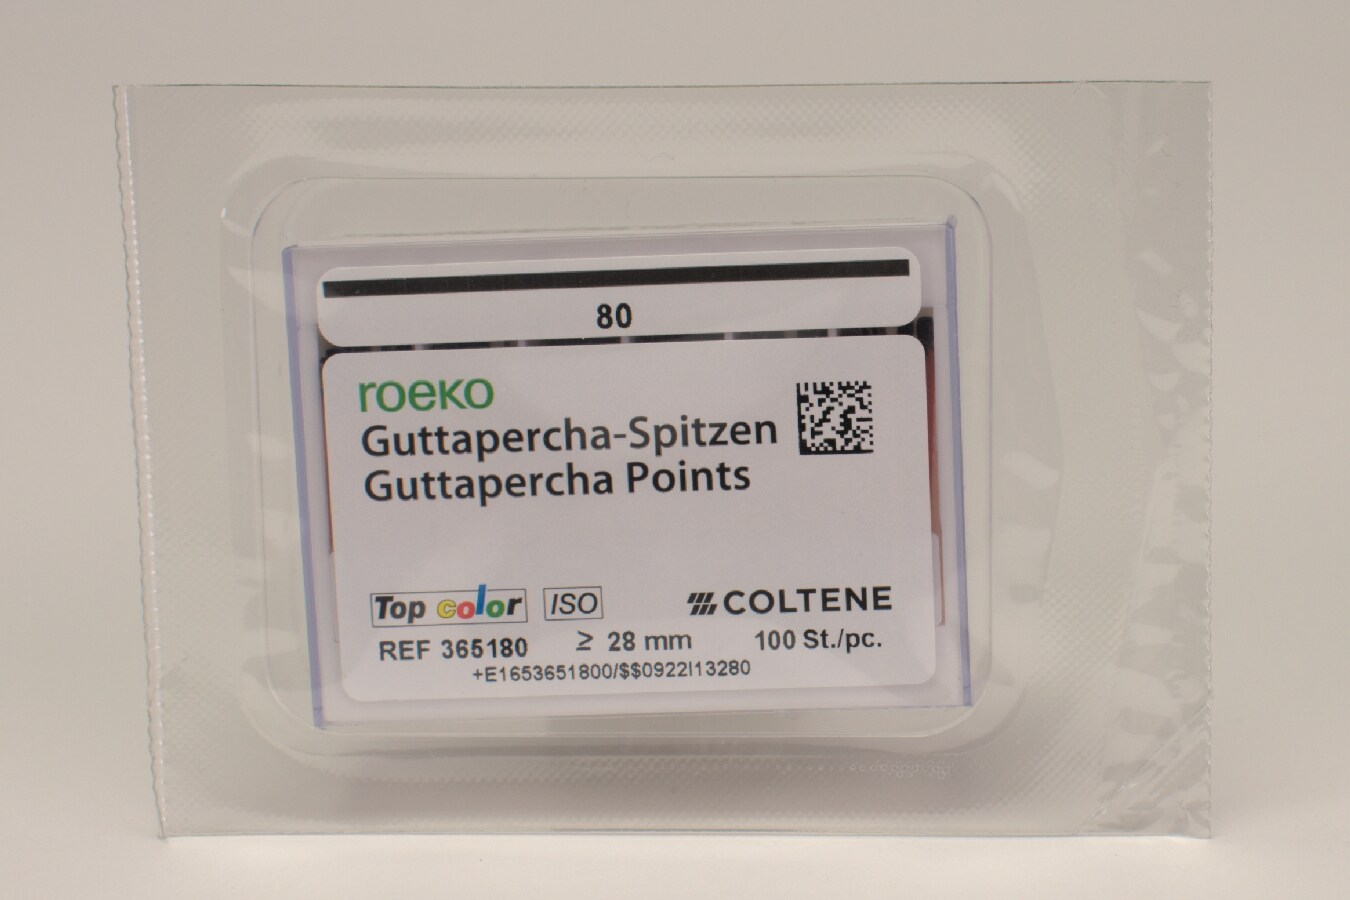 80
roeko
Guttapercha-Spitzen
Guttapercha Points
Top color ISO COLTENE
REF 365180 ≥ 28 mm 100 St./pc.
+E1653651800/$$0922I13280